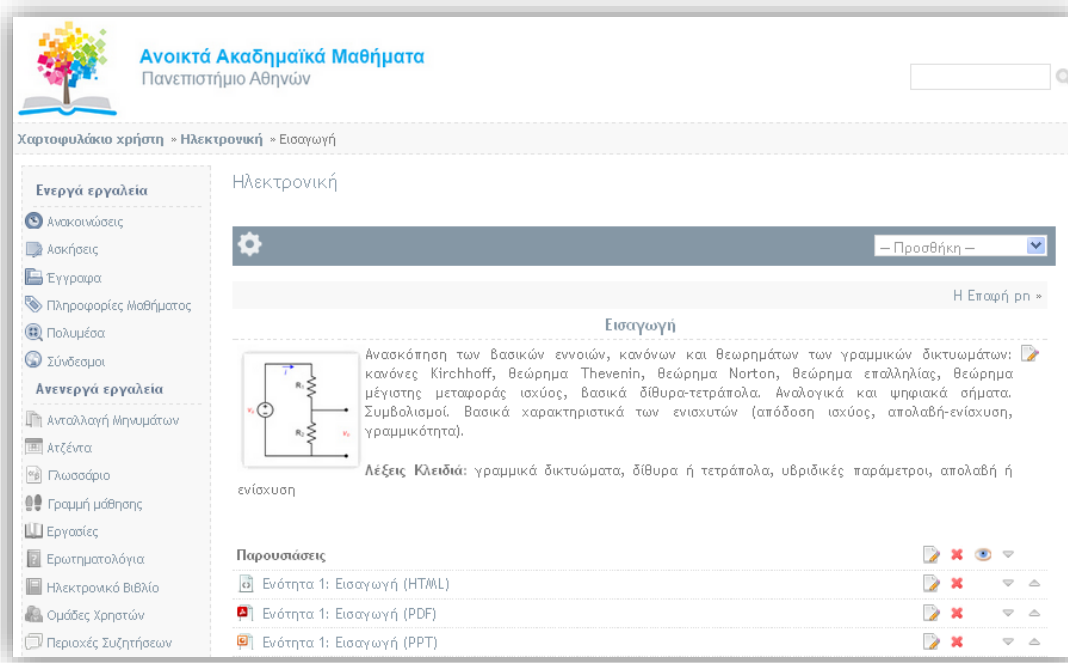 Ανοικτά Ακαδημαϊκά Μαθήματα
Πανεπιστήμιο Αθηνών
Χαρτοφυλάκιο χρήστη » Ηλεκτρονική » Εισαγωγή
Ενεργά εργαλεία
Ανακοινώσεις
Ασκήσεις
Έγγραφα
Πληροφορίες Μαθήματος
Πολυμέσα
Σύνδεσμοι
Ανενεργά εργαλεία
Ανταλλαγή Μηνυμάτων
Ατζέντα
Γλωσσάριο
Γραμμή μάθησης
Εργασίες
Ερωτηματολόγια
Ηλεκτρονικό Βιβλίο
Ομάδες Χρηστών
Περιοχές Συζητήσεων
Ηλεκτρονική
-- Προσθήκη --
Η Επαφή pn »
Εισαγωγή
i
R₁
R₂
Ανασκόπηση των βασικών εννοιών, κανόνων και θεωρημάτων των γραμμικών δικτυωμάτων:
κανόνες Kirchhoff, θεώρημα Thevenin, θεώρημα Norton, θεώρημα επαλληλίας, θεώρημα
μέγιστης μεταφοράς ισχύος, βασικά δίθυρα-τετράπολα. Αναλογικά και ψηφιακά σήματα.
Συμβολισμοί. Βασικά χαρακτηριστικά των ενισχυτών (απόδοση ισχύος, απολαβή-ενίσχυση,
γραμμικότητα).
Λέξεις Κλειδιά: γραμμικά δικτυώματα, δίθυρα ή τετράπολα, υβριδικές παράμετροι, απολαβή ή
ενίσχυση
Παρουσιάσεις
Ενότητα 1: Εισαγωγή (HTML)
Ενότητα 1: Εισαγωγή (PDF)
Ενότητα 1: Εισαγωγή (PPT)